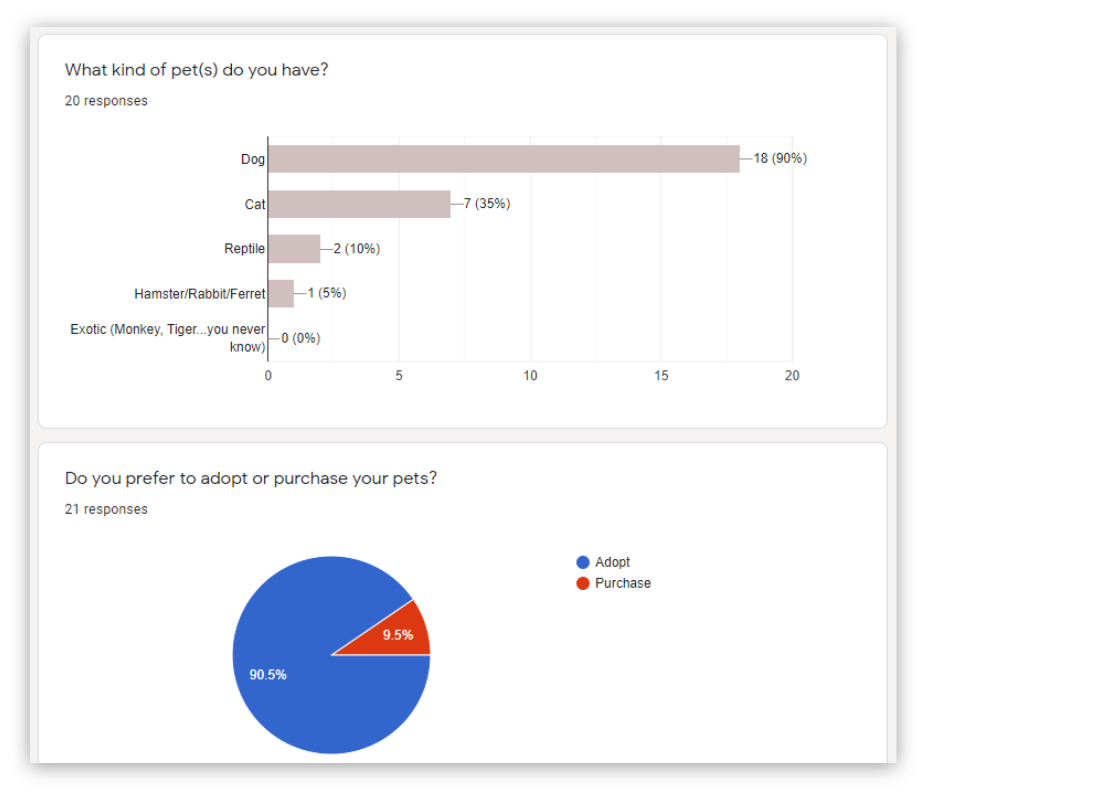 What kind of pet(s) do you have?
20 responses
Dog
18 (90%)
Cat
7 (35%)
Reptile
2 (10%)
Hamster/Rabbit/Ferret
1 (5%)
Exotic (Monkey, Tiger...you never
know)
0 (0%)
0
5
10
15
20
Do you prefer to adopt or purchase your pets?
21 responses
Adopt
Purchase
9.5%
90.5%